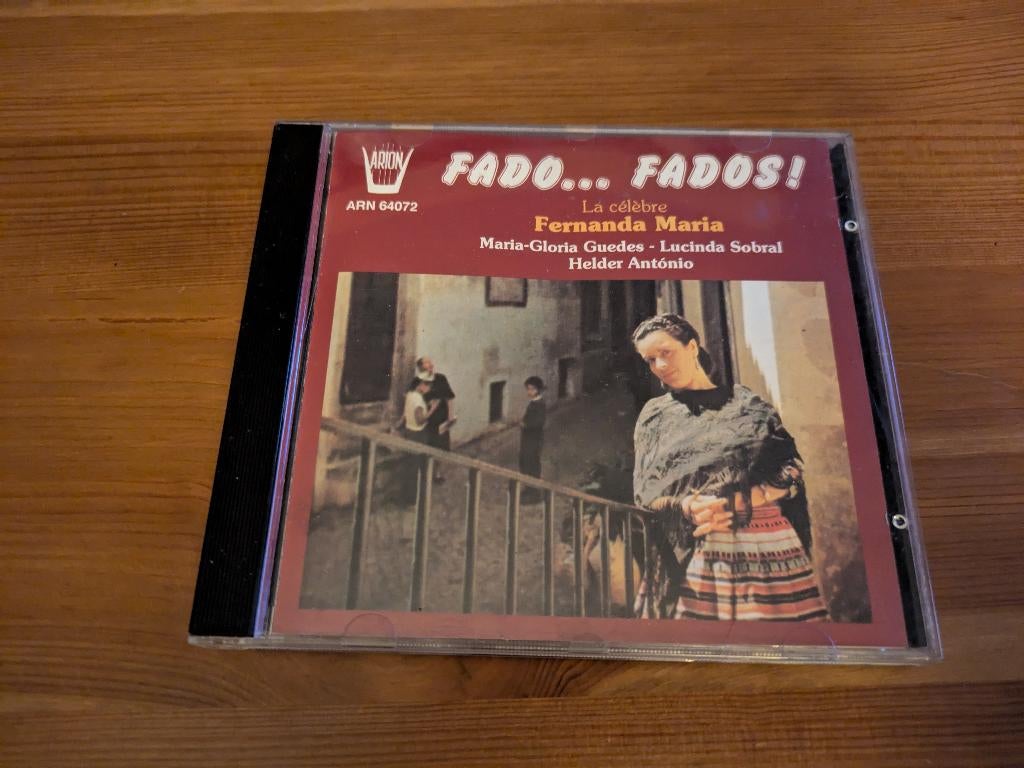 ARION
ARN 64072
FADO... FADOS!
La célèbre
Fernanda Maria
Maria-Gloria Guedes - Lucinda Sobral
Helder António